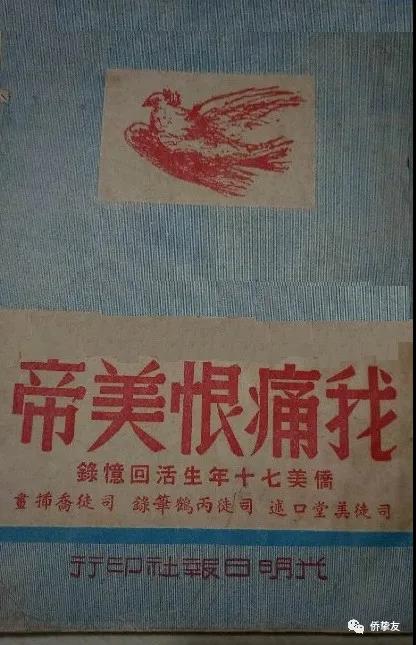 我痛恨美帝
僑美七十年生活回憶錄
司徒美堂口述 司徒丙鶴筆錄 司徒喬揷畫
光明日報社印行
侨挚友